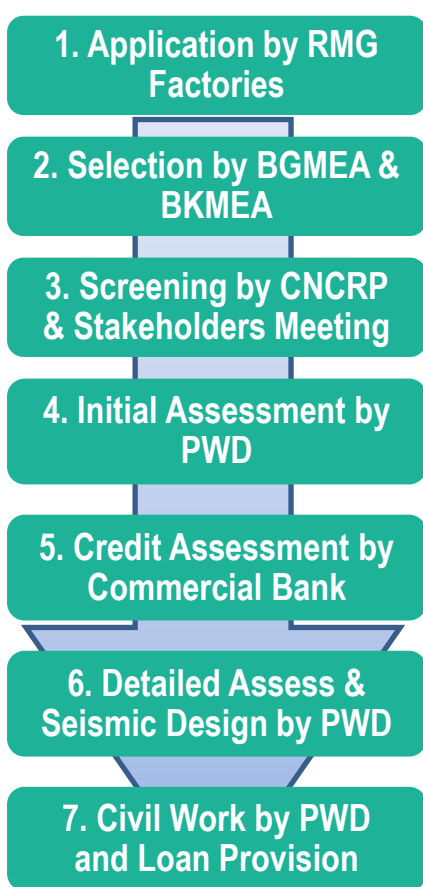 1. Application by RMG
Factories
2. Selection by BGMEA &
BKMEA
3. Screening by CNCRP
& Stakeholders Meeting
4. Initial Assessment by
PWD
5. Credit Assessment by
Commercial Bank
6. Detailed Assess &
Seismic Design by PWD
7. Civil Work by PWD
and Loan Provision